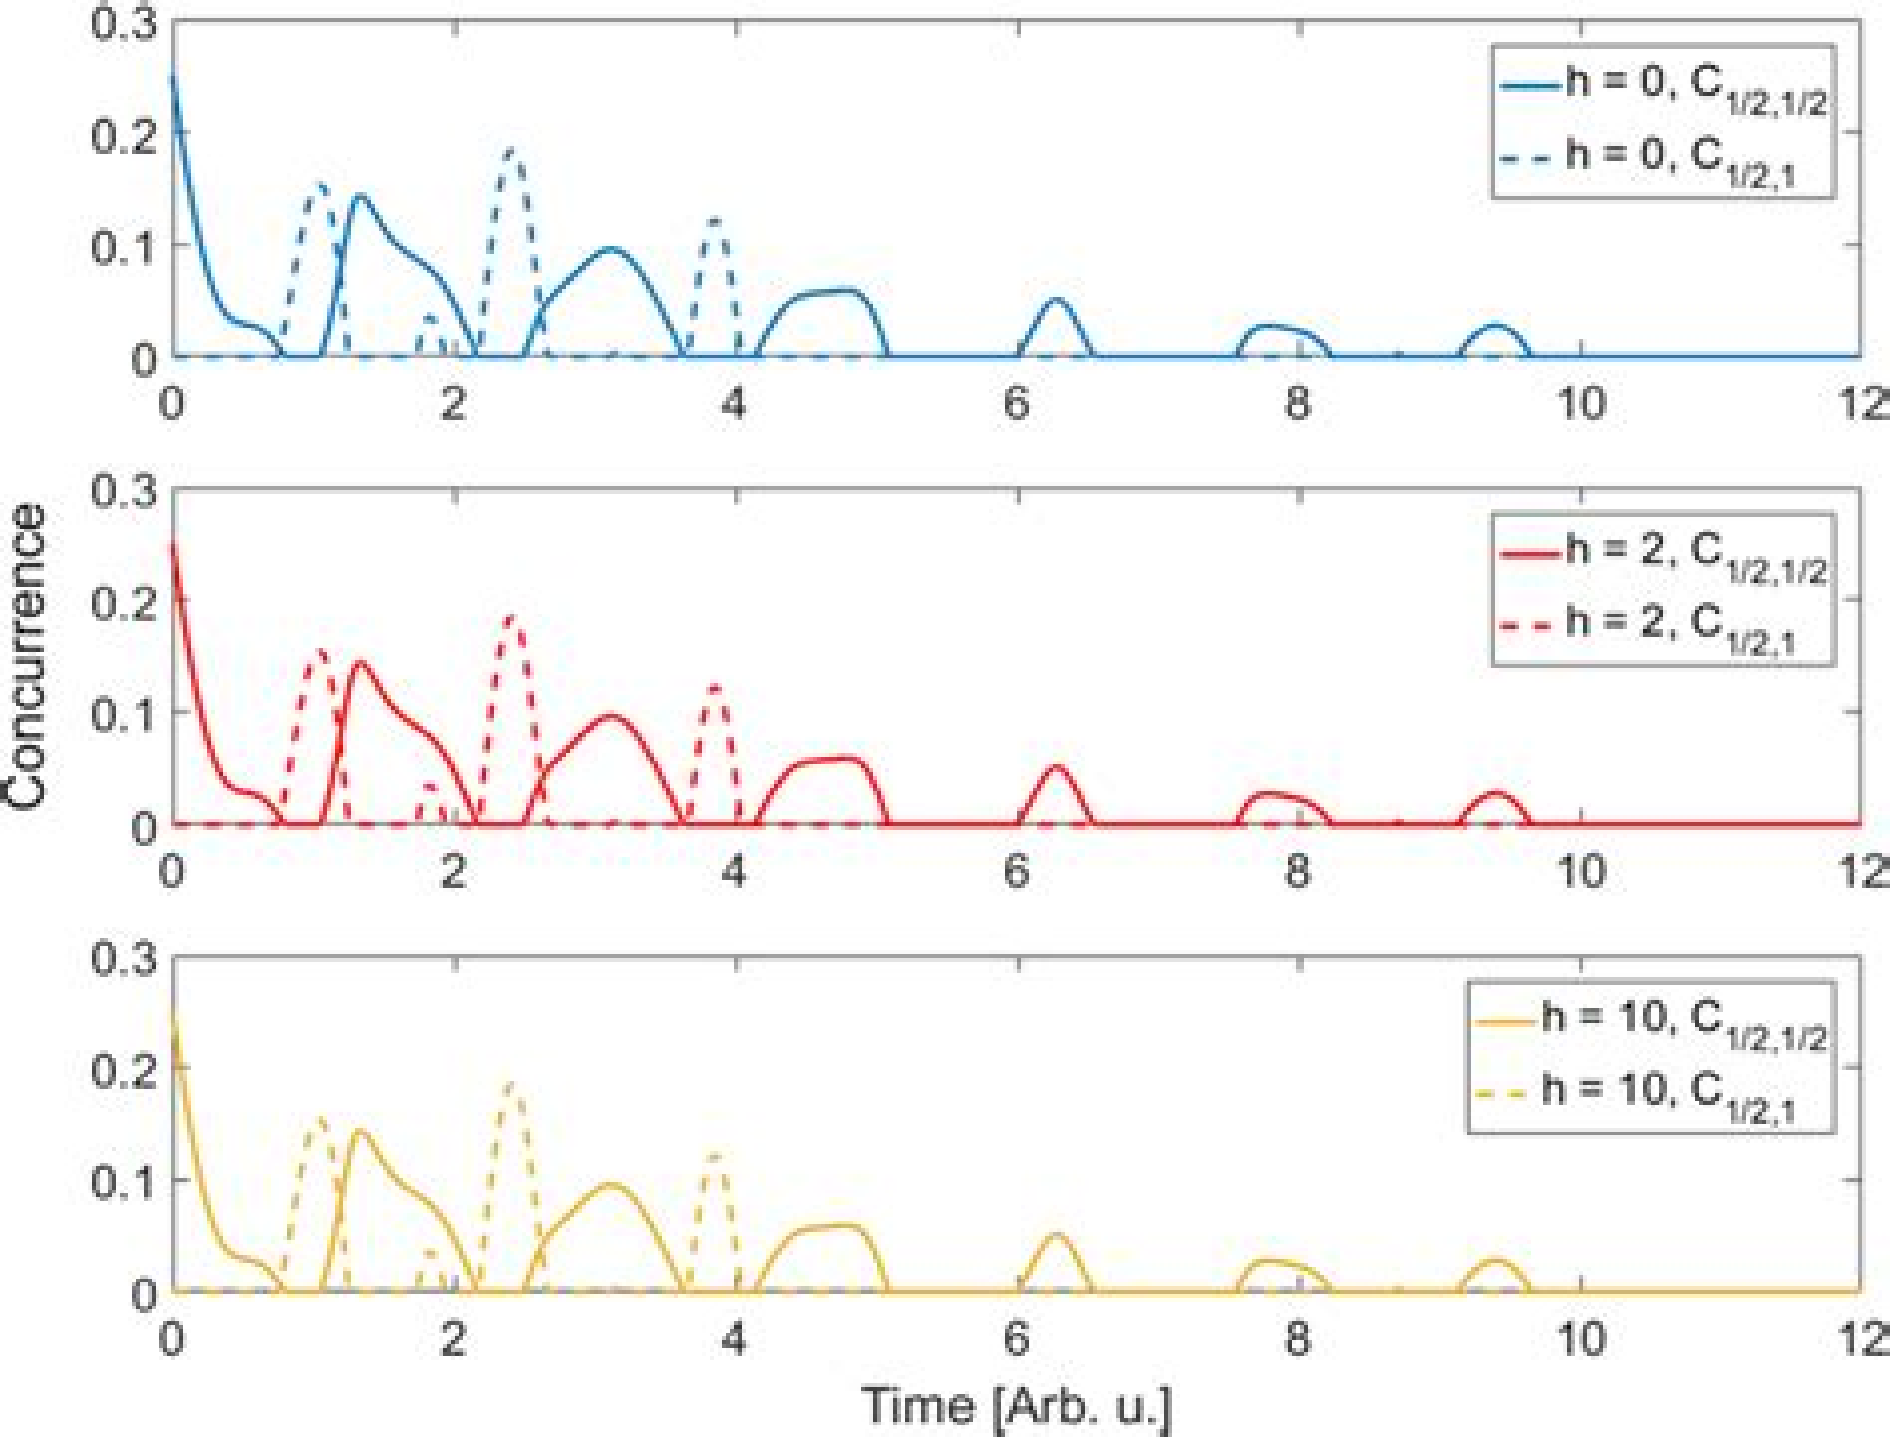 0.3
h = 0, C1/2,1/2
0.2
h = 0, C1/2,1
0.1
0
0 2 4 6 8 10 12
Concurrence
0.3
h = 2, C1/2,1/2
0.2
h = 2, C1/2,1
0.1
0
0 2 4 6 8 10 12
0.3
h = 10, C1/2,1/2
0.2
h = 10, C1/2,1
0.1
0
0 2 4 6 8 10 12
Time [Arb. u.]